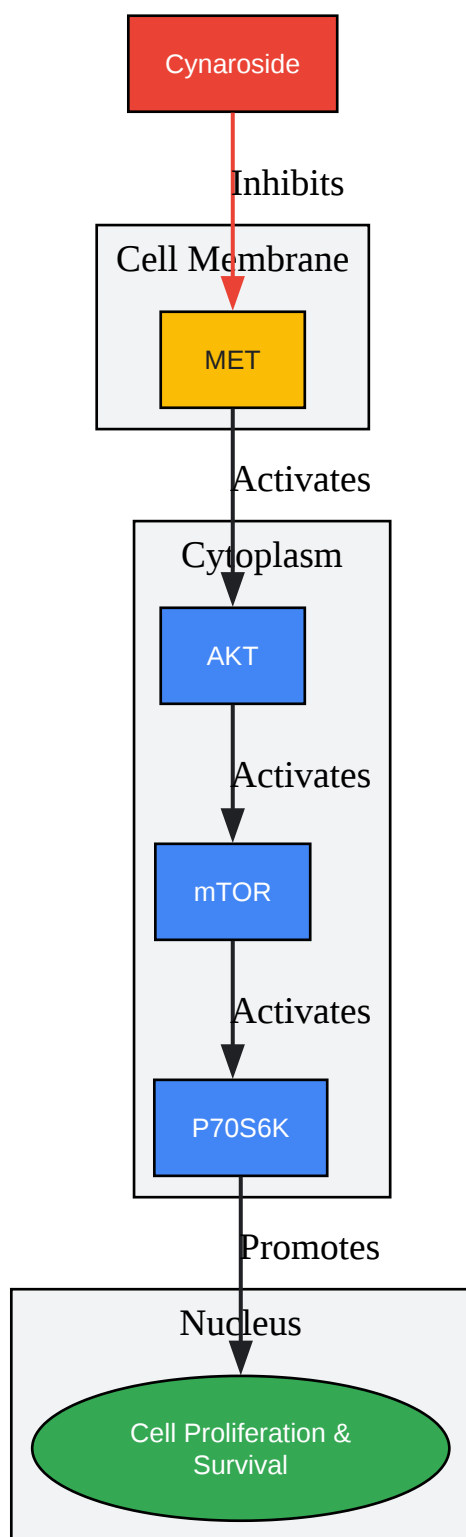 Cynaroside
Inhibits
Cell Membrane
MET
Activates
Cytoplasm
AKT
Activates
mTOR
Activates
P70S6K
Promotes
Nucleus
Cell Proliferation &
Survival